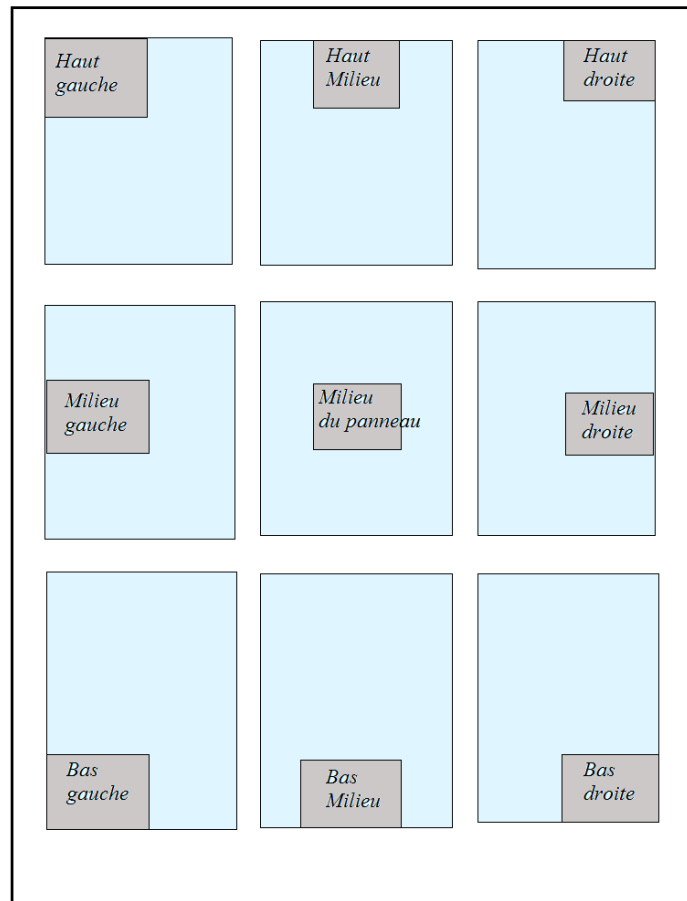 Haut
gauche
Haut
Milieu
Haut
droite
Milieu
gauche
Milieu
du panneau
Milieu
droite
Bas
gauche
Bas
Milieu
Bas
droite